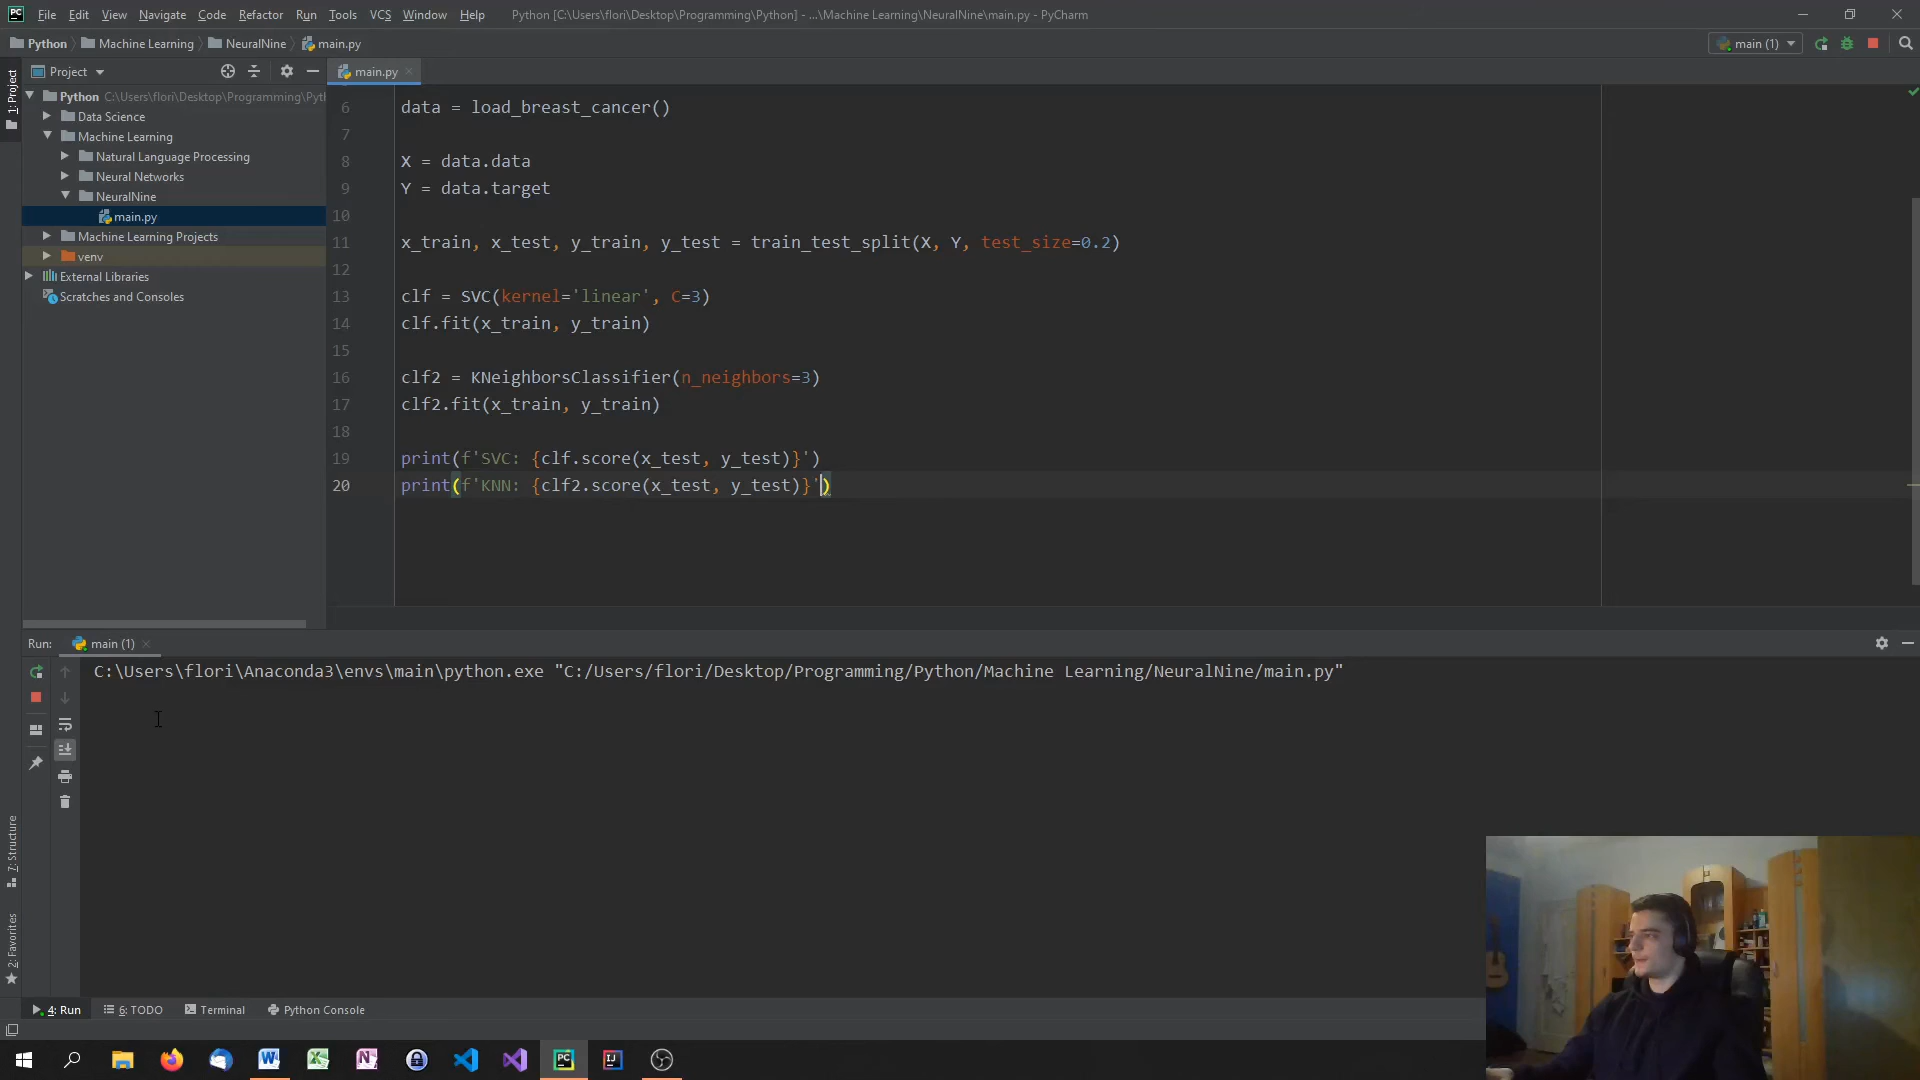 File Edit View Navigate Code Refactor Run Tools VCS Window Help Python [C:\Users\flori\Desktop\Programming\Python] - ...\Machine Learning\NeuralNine\main.py - PyCharm
Python Machine Learning NeuralNine main.py main (1)
1: Project
Project
main.py
Python C:\Users\flori\Desktop\Programming\Pyt
Data Science
Machine Learning
Natural Language Processing
Neural Networks
NeuralNine
main.py
Machine Learning Projects
venv
External Libraries
Scratches and Consoles
6 data = load_breast_cancer()
7
8 X = data.data
9 Y = data.target
10
11 x_train, x_test, y_train, y_test = train_test_split(X, Y, test_size=0.2)
12
13 clf = SVC(kernel='linear', C=3)
14 clf.fit(x_train, y_train)
15
16 clf2 = KNeighborsClassifier(n_neighbors=3)
17 clf2.fit(x_train, y_train)
18
19 print(f'SVC: {clf.score(x_test, y_test)}')
20 print(f'KNN: {clf2.score(x_test, y_test)}')
Run: main (1)
C:\Users\flori\Anaconda3\envs\main\python.exe "C:/Users/flori/Desktop/Programming/Python/Machine Learning/NeuralNine/main.py"
7: Structure
2: Favorites
4: Run 6: TODO Terminal Python Console